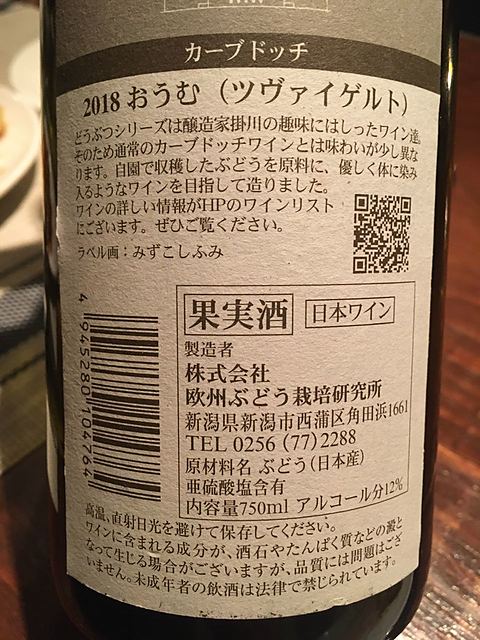 カーブドッチ
2018 おうむ（ツヴァイゲルト）
どうぶつシリーズは醸造家掛川の趣味にはしったワイン達。
そのため通常のカーブドッチワインとは味わいが少し異な
ります。自園で収穫したぶどうを原料に、優しく体に染み
入るようなワインを目指して造りました。
ワインの詳しい情報がHPのワインリスト
にございます。ぜひご覧ください。
ラベル画：みずこしふみ
果実酒 日本ワイン
製造者
株式会社
欧州ぶどう栽培研究所
新潟県新潟市西蒲区角田浜1661
TEL 0256 (77) 2288
原材料名 ぶどう（日本産）
亜硫酸塩含有
内容量750ml アルコール分12%
4 945280 104764
高温、直射日光を避けて保存してください。
ワインに含まれる成分が、酒石やたんぱく質などの澱と
なって生じる場合がございますが、品質には問題はござ
いません。未成年者の飲酒は法律で禁じられています。